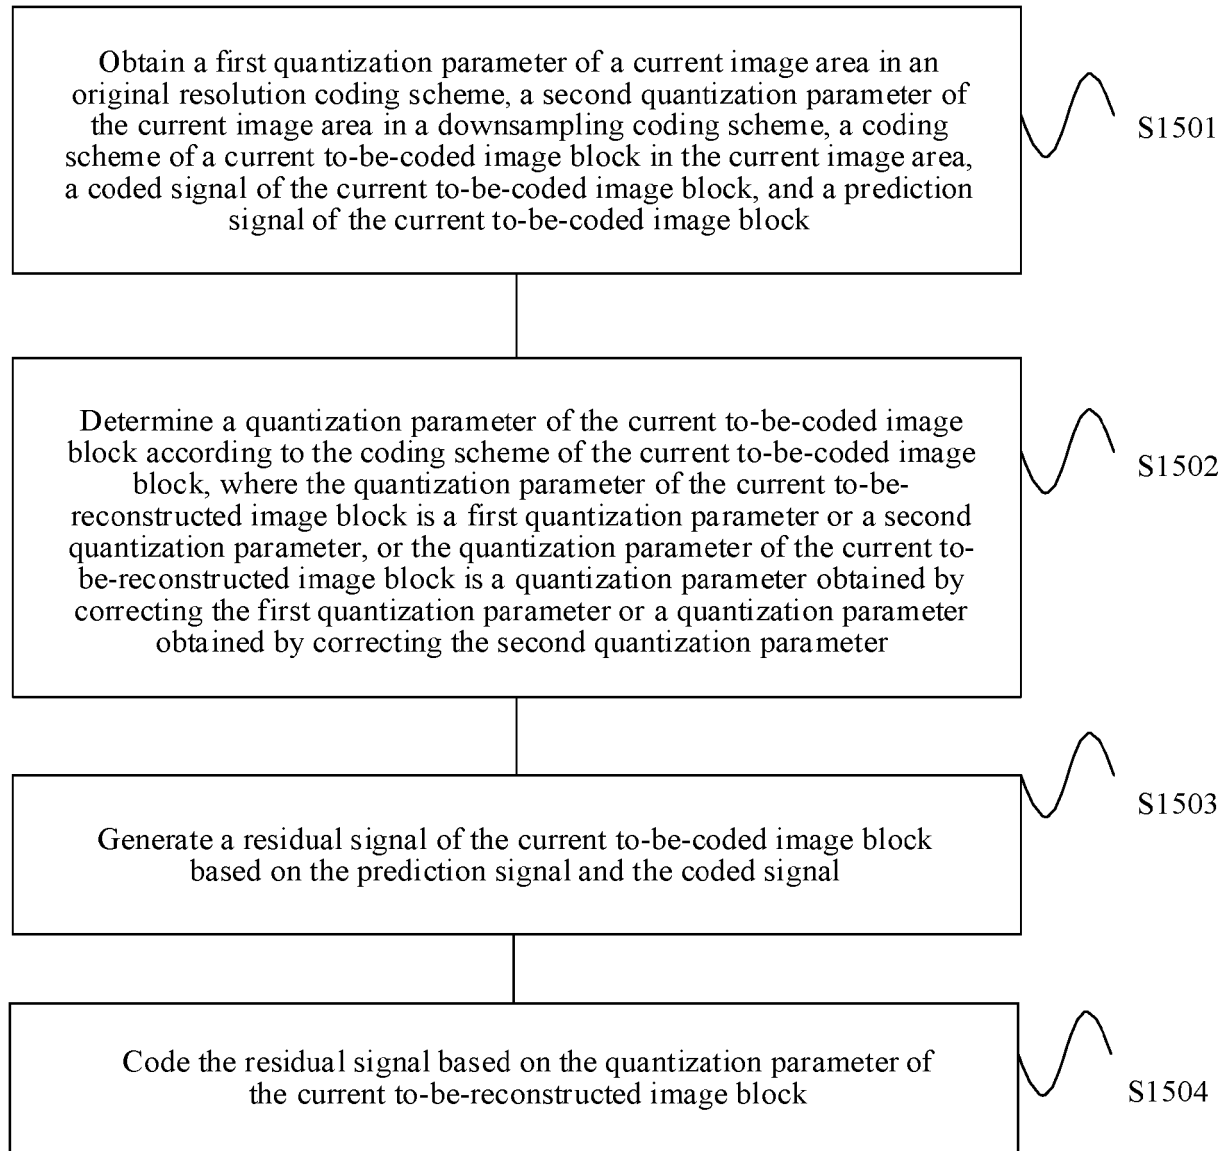 Obtain a first quantization parameter of a current image area in an
original resolution coding scheme, a second quantization parameter of
the current image area in a downsampling coding scheme, a coding
scheme of a current to-be-coded image block in the current image area,
a coded signal of the current to-be-coded image block, and a prediction
signal of the current to-be-coded image block
S1501
Determine a quantization parameter of the current to-be-coded image
block according to the coding scheme of the current to-be-coded image
block, where the quantization parameter of the current to-be-
reconstructed image block is a first quantization parameter or a second
quantization parameter, or the quantization parameter of the current to-
be-reconstructed image block is a quantization parameter obtained by
correcting the first quantization parameter or a quantization parameter
obtained by correcting the second quantization parameter
S1502
Generate a residual signal of the current to-be-coded image block
based on the prediction signal and the coded signal
S1503
Code the residual signal based on the quantization parameter of
the current to-be-reconstructed image block
S1504